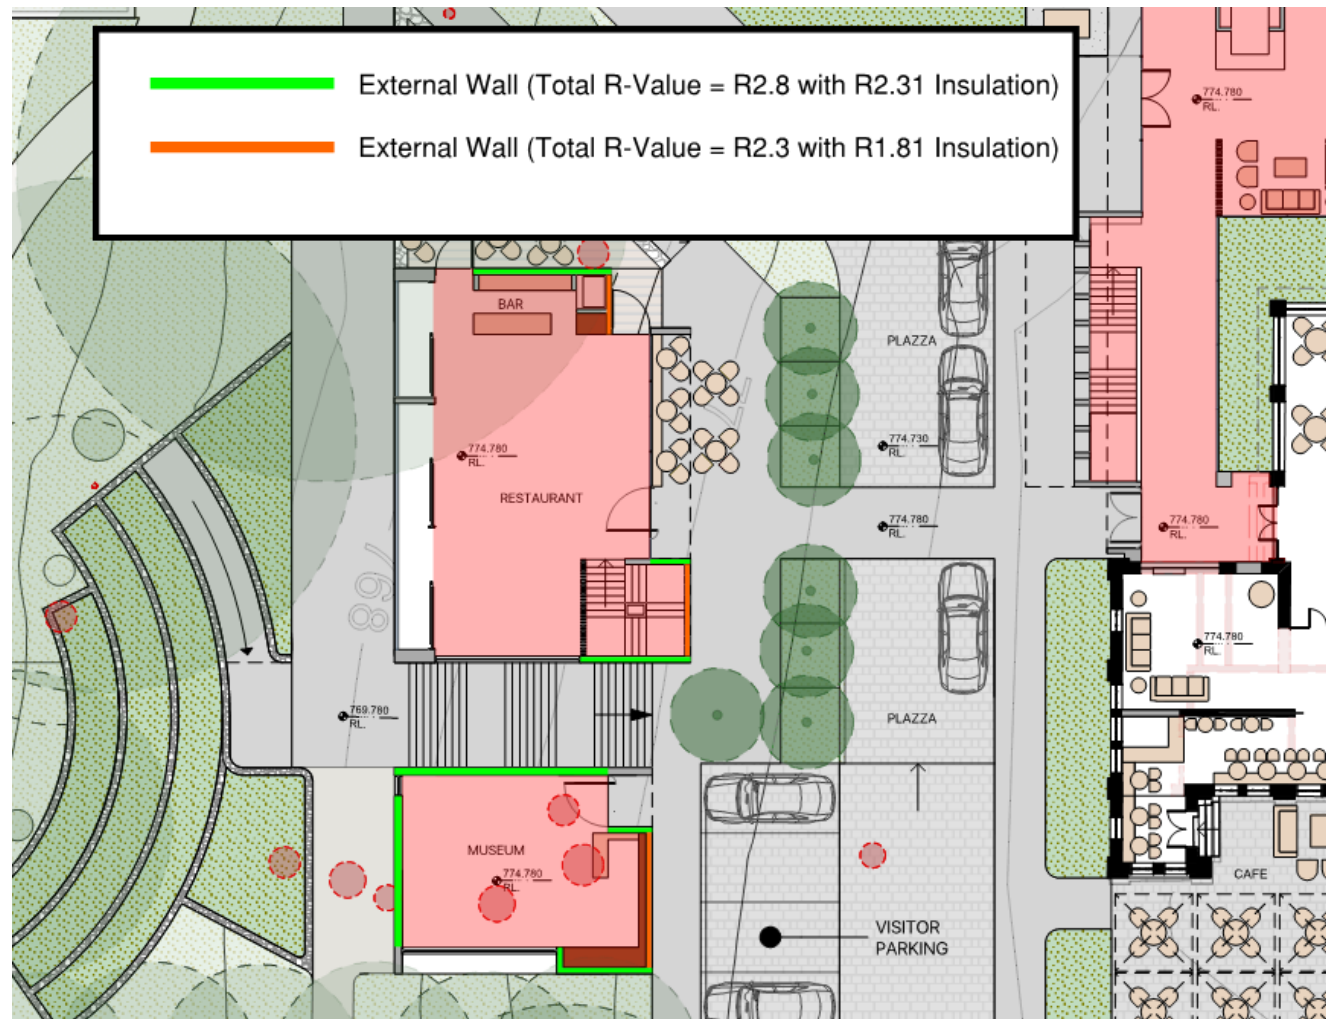 External Wall (Total R-Value = R2.8 with R2.31 Insulation)
External Wall (Total R-Value = R2.3 with R1.81 Insulation)
774.780
RL.
BAR
PLAZZA
774.730
RL.
774.780
RL.
RESTAURANT
774.780
RL.
774.780
RL.
768
774.780
RL.
769.780
RL.
PLAZZA
MUSEUM
774.780
RL.
CAFE
VISITOR
PARKING